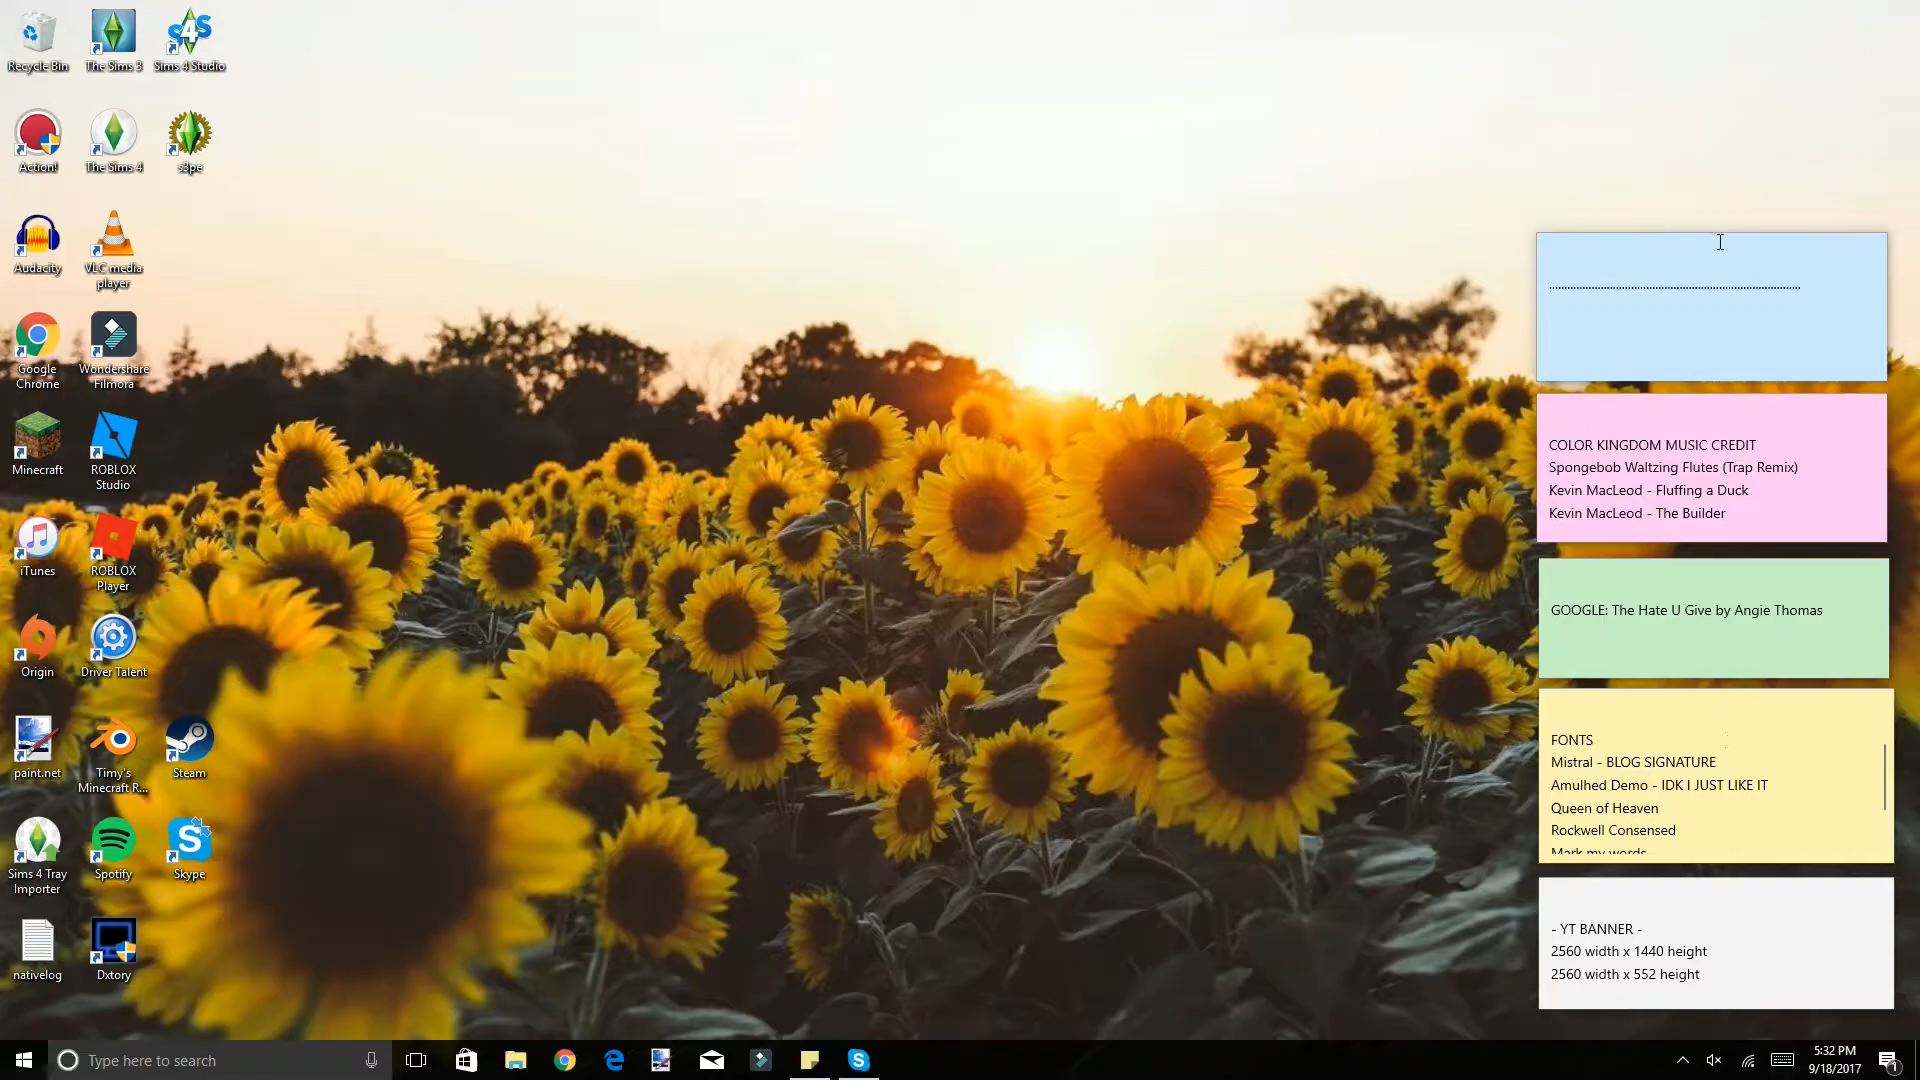 Recycle Bin
The Sims 3
Sims 4 Studio
Action!
The Sims 4
s3pe
Audacity
VLC media
player
Google
Chrome
Wondershare
Filmora
Minecraft
ROBLOX
Studio
iTunes
ROBLOX
Player
Origin
Driver Talent
paint.net
Timy's
Minecraft R...
Steam
Sims 4 Tray
Importer
Spotify
Skype
nativelog
Dxtory
COLOR KINGDOM MUSIC CREDIT
Spongebob Waltzing Flutes (Trap Remix)
Kevin MacLeod - Fluffing a Duck
Kevin MacLeod - The Builder
GOOGLE: The Hate U Give by Angie Thomas
FONTS
Mistral - BLOG SIGNATURE
Amulhed Demo - IDK I JUST LIKE IT
Queen of Heaven
Rockwell Consensed
Mark my words
- YT BANNER -
2560 width x 1440 height
2560 width x 552 height
Type here to search
5:32 PM
9/18/2017
1